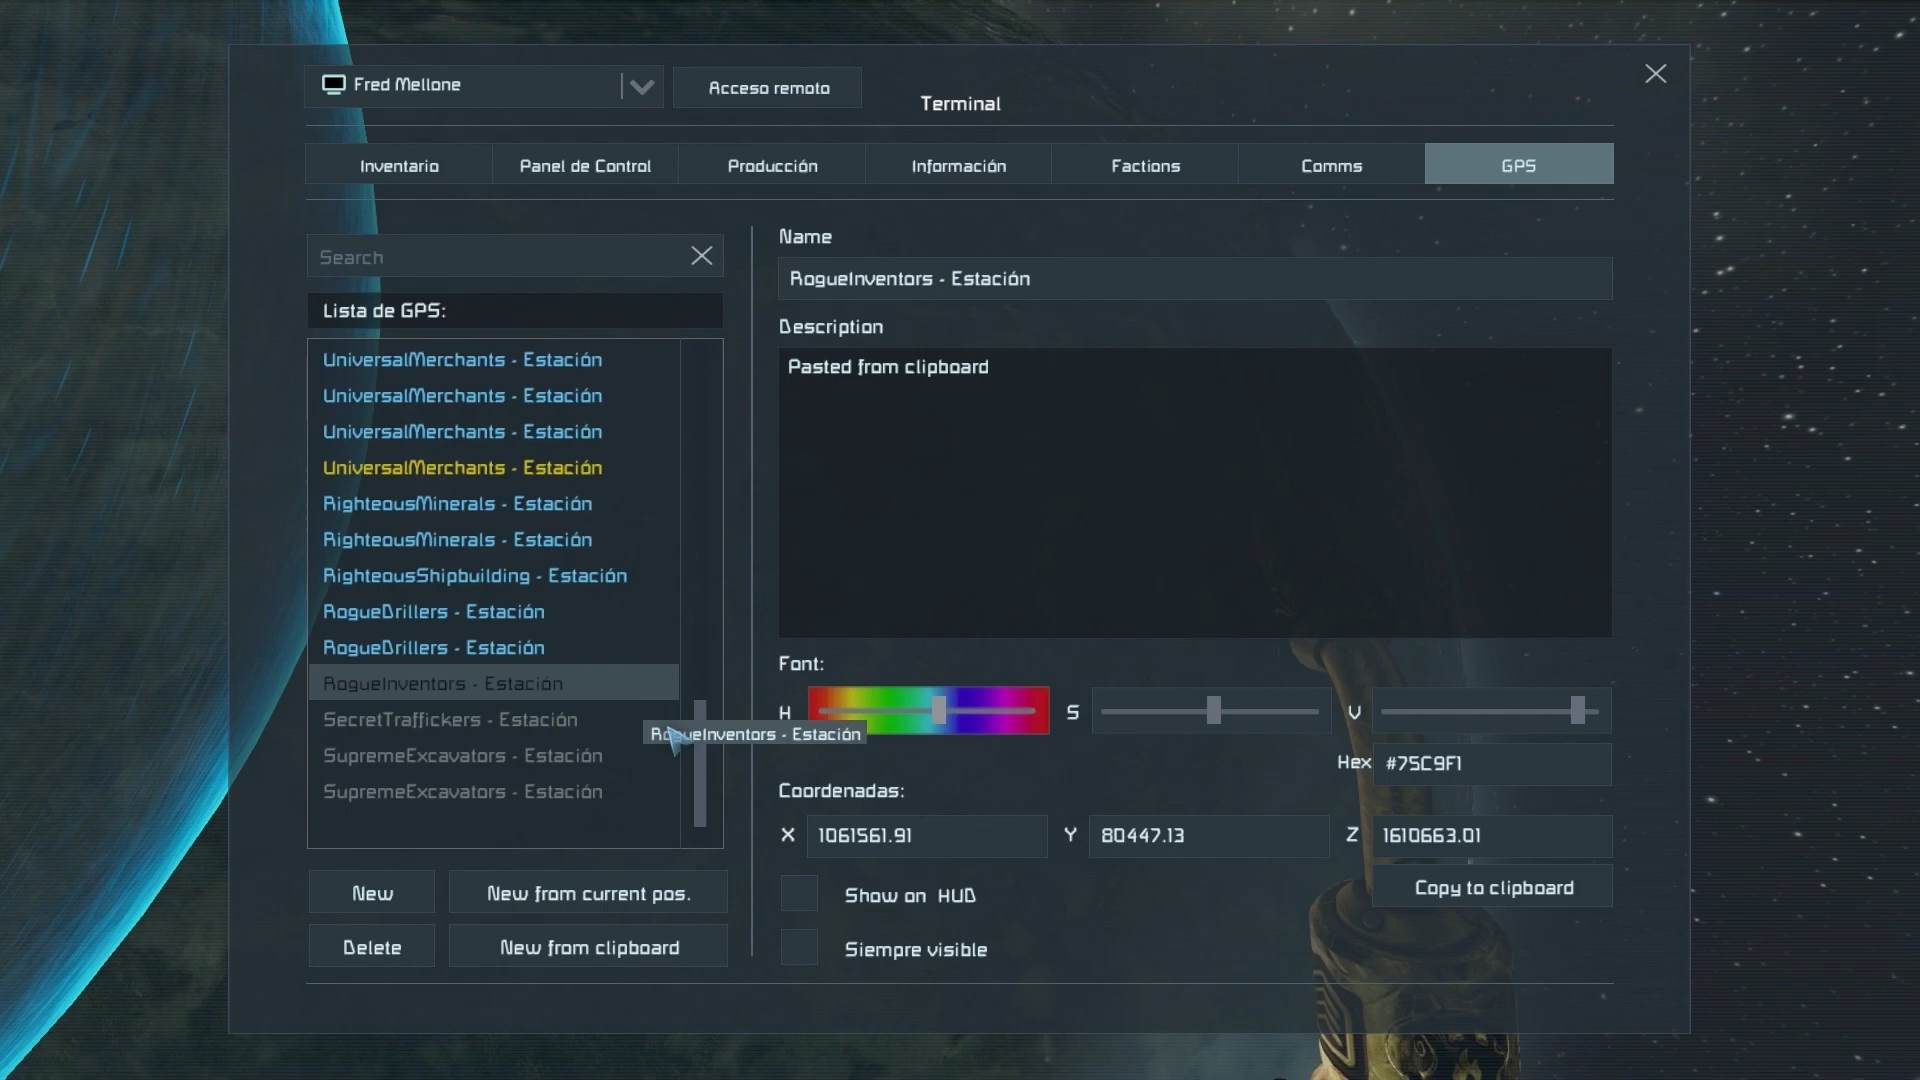 Fred Mellone
Acceso remoto
Terminal
Inventario
Panel de Control
Producción
Información
Factions
Comms
GPS
Search
Lista de GPS:
UniversalMerchants - Estación
UniversalMerchants - Estación
UniversalMerchants - Estación
UniversalMerchants - Estación
RighteousMinerals - Estación
RighteousMinerals - Estación
RighteousShipbuilding - Estación
RogueDrillers - Estación
RogueDrillers - Estación
RogueInventors - Estación
SecretTraffickers - Estación
SupremeExcavators - Estación
SupremeExcavators - Estación
RogueInventors - Estación
New
New from current pos.
Delete
New from clipboard
Name
RogueInventors - Estación
Description
Pasted from clipboard
Font:
H
S
V
Hex #75C9F1
Coordenadas:
X 1061561.91 Y 80447.13 Z 1610663.01
Copy to clipboard
Show on HUD
Siempre visible